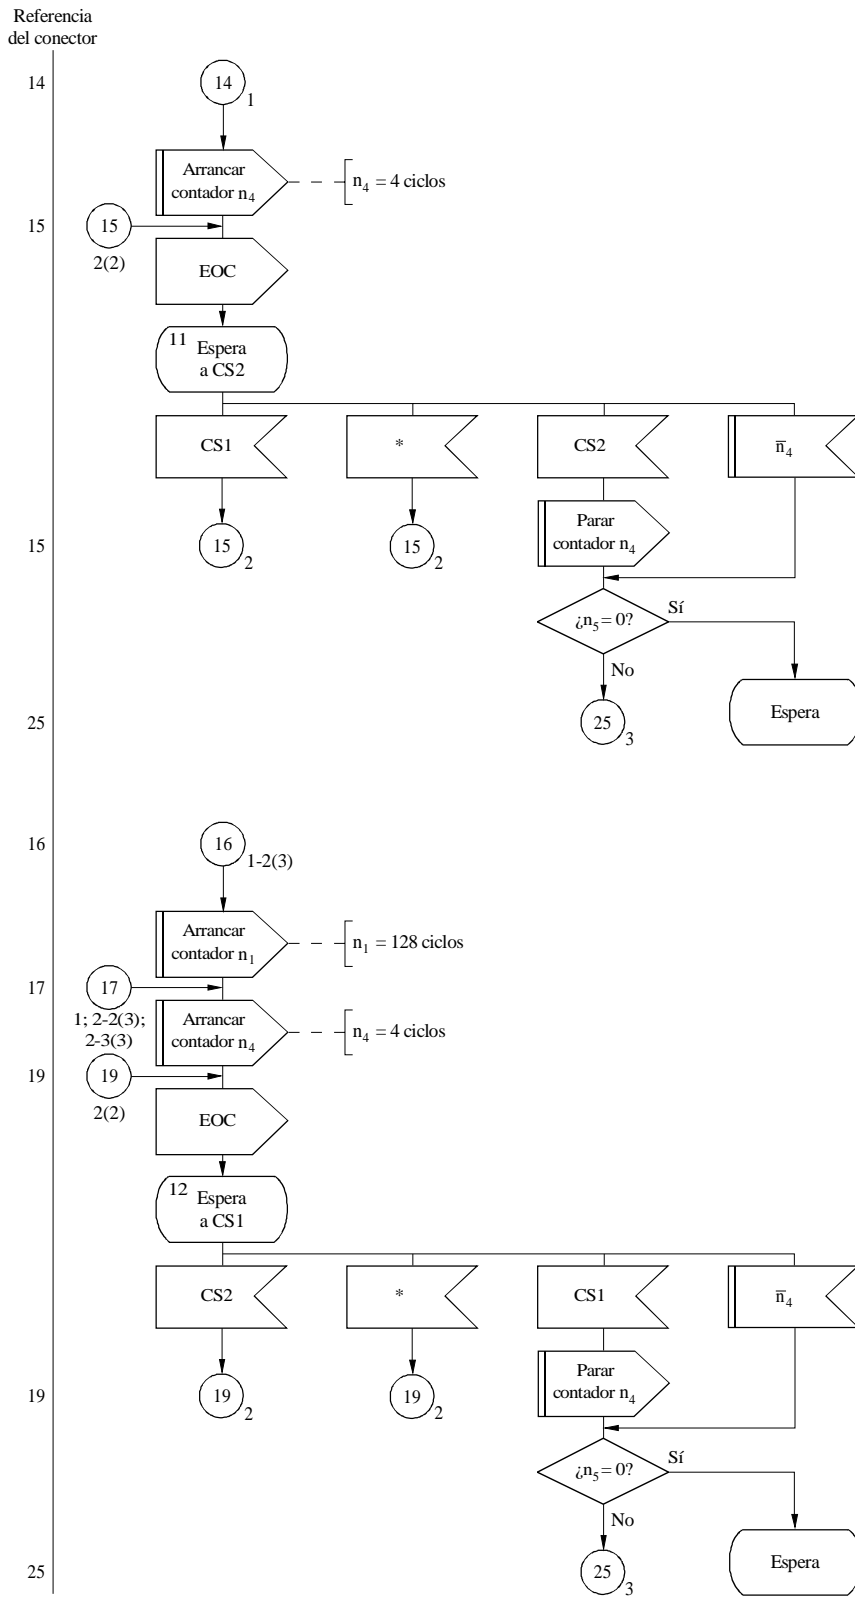 Referencia
del conector
14
14
1
Arrancar
contador n4
n4 = 4 ciclos
15
15
2(2)
EOC
11
Espera
a CS2
CS1
*
CS2
n̅4
15
15
2
15
2
Parar
contador n4
¿n5 = 0?
Sí
No
25
25
3
Espera
16
16
1-2(3)
Arrancar
contador n1
n1 = 128 ciclos
17
17
1; 2-2(3);
2-3(3)
Arrancar
contador n4
n4 = 4 ciclos
19
19
2(2)
EOC
12
Espera
a CS1
CS2
*
CS1
n̅4
19
19
2
19
2
Parar
contador n4
¿n5 = 0?
Sí
No
25
25
3
Espera